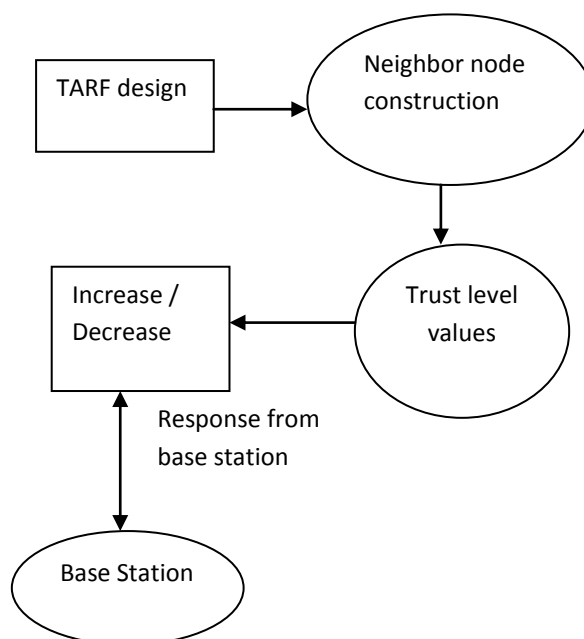 TARF design
Neighbor node
construction
Increase /
Decrease
Trust level
values
Response from
base station
Base Station